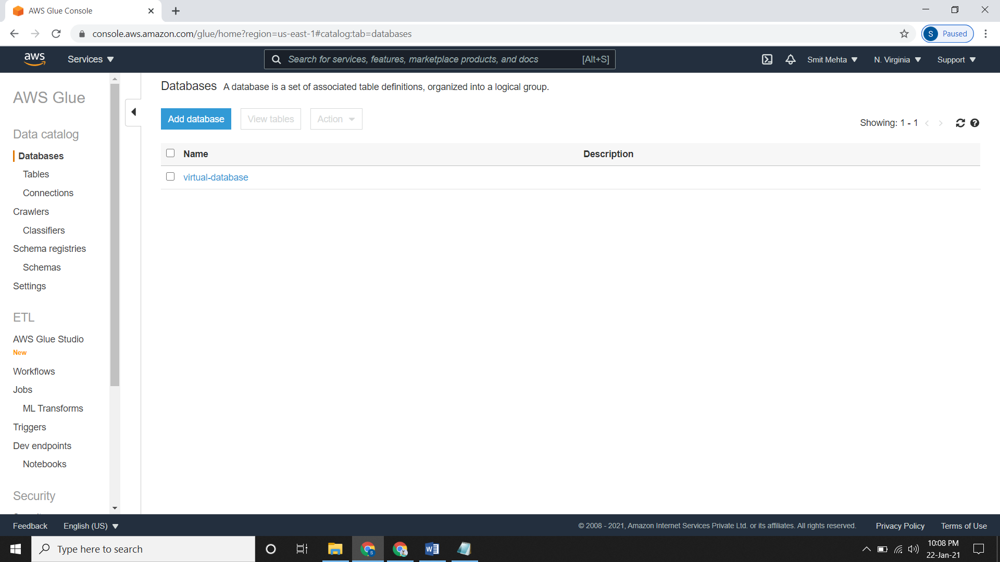 AWS Glue Console
console.aws.amazon.com/glue/home?region=us-east-1#catalog:tab=databases
S Paused
aws
Services
Search for services, features, marketplace products, and docs [Alt+S]
Smit Mehta
N. Virginia
Support
AWS Glue
Data catalog
Databases
Tables
Connections
Crawlers
Classifiers
Schema registries
Schemas
Settings
ETL
AWS Glue Studio
New
Workflows
Jobs
ML Transforms
Triggers
Dev endpoints
Notebooks
Security
Databases A database is a set of associated table definitions, organized into a logical group.
Add database
View tables
Action
Showing: 1 - 1
Name Description
virtual-database
Feedback
English (US)
© 2008 - 2021, Amazon Internet Services Private Ltd. or its affiliates. All rights reserved.
Privacy Policy
Terms of Use
Type here to search
10:08 PM
22-Jan-21